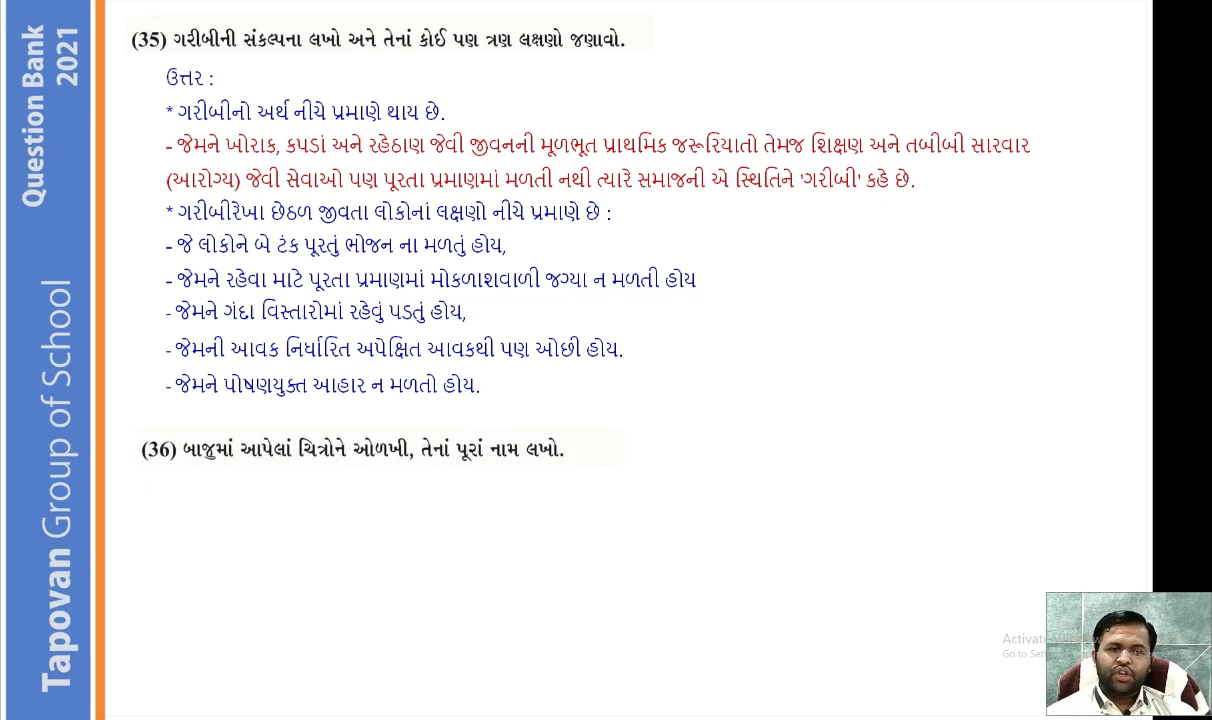 Question Bank
2021
Tapovan Group of School
(35) ગરીબીની સંકલ્પના લખો અને તેનાં કોઈ પણ ત્રણ લક્ષણો જણાવો.
ઉત્તર :
* ગરીબીનો અર્થ નીચે પ્રમાણે થાય છે.
- જેમને ખોરાક, કપડાં અને રહેઠાણ જેવી જીવનની મૂળભૂત પ્રાથમિક જરૂરિયાતો તેમજ શિક્ષણ અને તબીબી સારવાર
(આરોગ્ય) જેવી સેવાઓ પણ પૂરતા પ્રમાણમાં મળતી નથી ત્યારે સમાજની એ સ્થિતિને 'ગરીબી' કહે છે.
* ગરીબીરેખા છેઠળ જીવતા લોકોનાં લક્ષણો નીચે પ્રમાણે છે :
- જે લોકોને બે ટંક પૂરતું ભોજન ના મળતું હોય,
- જેમને રહેવા માટે પૂરતા પ્રમાણમાં મોકળાશવાળી જગ્યા ન મળતી હોય
- જેમને ગંદા વિસ્તારોમાં રહેવું પડતું હોય,
- જેમની આવક નિર્ધારિત અપેક્ષિત આવકથી પણ ઓછી હોય.
- જેમને પોષણયુક્ત આહાર ન મળતો હોય.
(36) બાજુમાં આપેલાં ચિત્રોને ઓળખી, તેનાં પૂરાં નામ લખો.
Activate
Go to